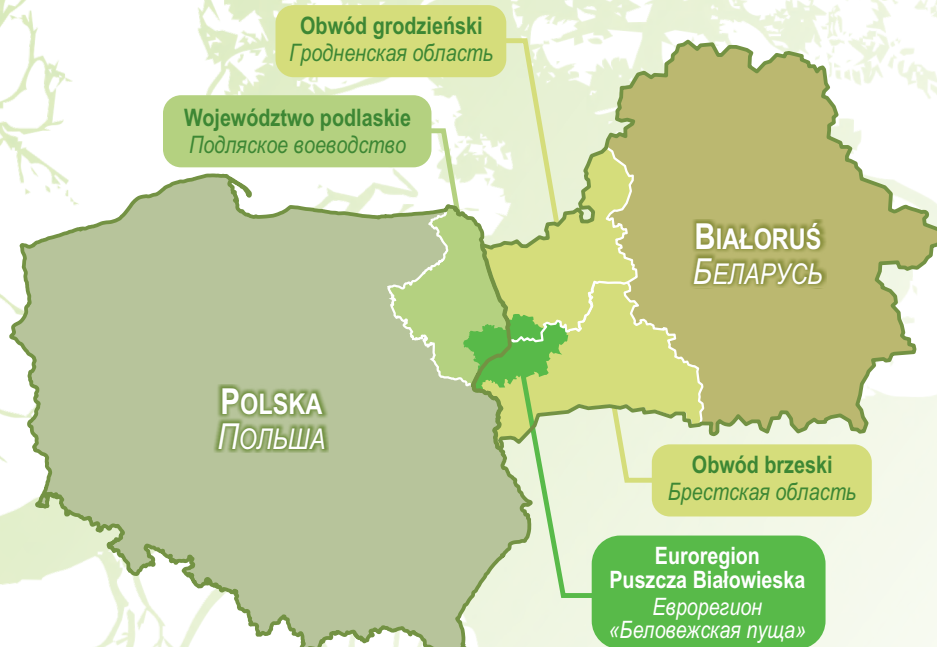 Obwód grodzieński
Гродненская область
Województwo podlaskie
Подляское воеводство
BIAŁORUŚ
БЕЛАРУСЬ
POLSKA
ПОЛЬША
Obwód brzeski
Брестская область
Euroregion
Puszcza Białowieska
Еврорегион
«Беловежская пуща»